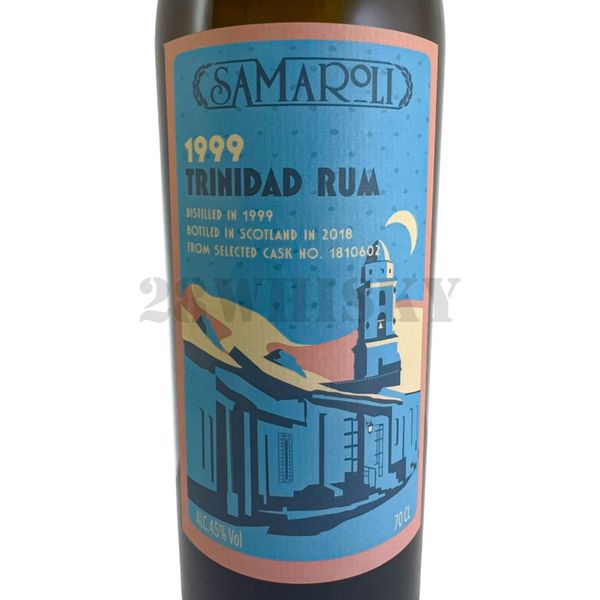 SAMAROLI
1999
TRINIDAD RUM
DISTILLED IN 1999
BOTTLED IN SCOTLAND IN 2018
FROM SELECTED CASK NO. 1810602
23WHISKY
ALC.45% Vol
70 CL